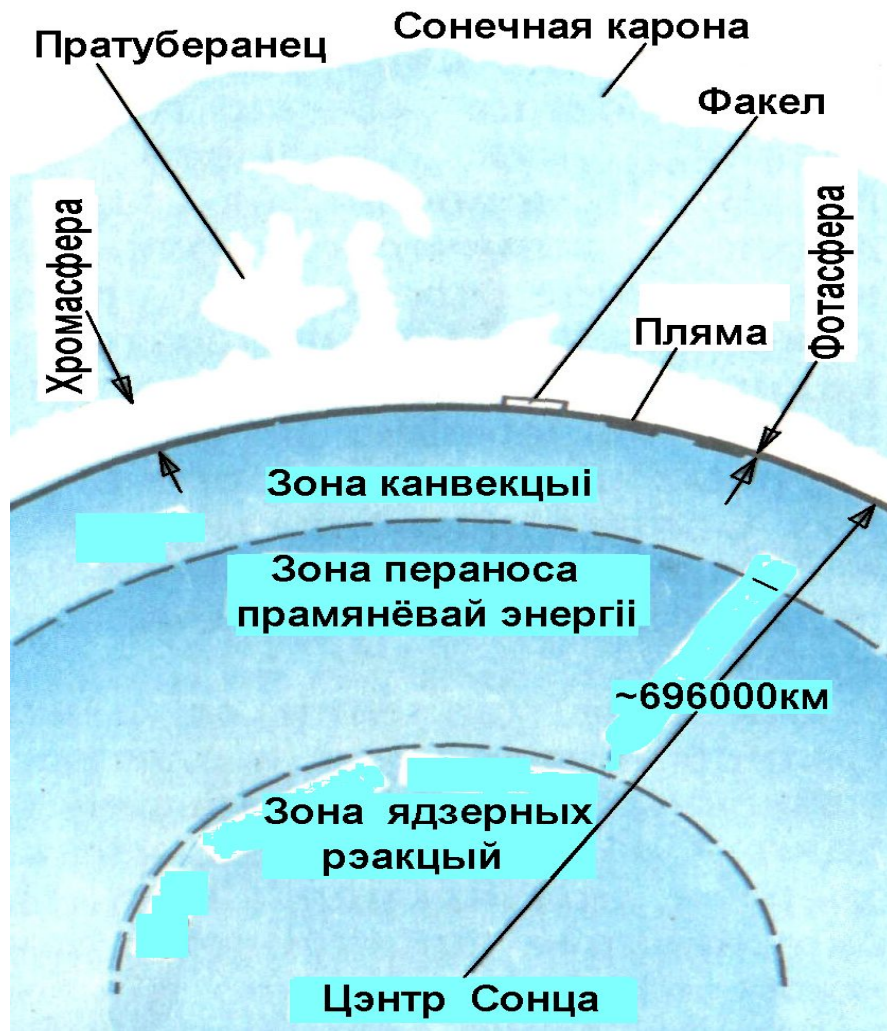 Сонечная карона
Пратуберанец
Факел
Хромасфера
Фотасфера
Пляма
Зона канвекцыі
Зона пераноса
прамянёвай энергіі
~696000км
Зона ядзерных
рэакцый
Цэнтр Сонца